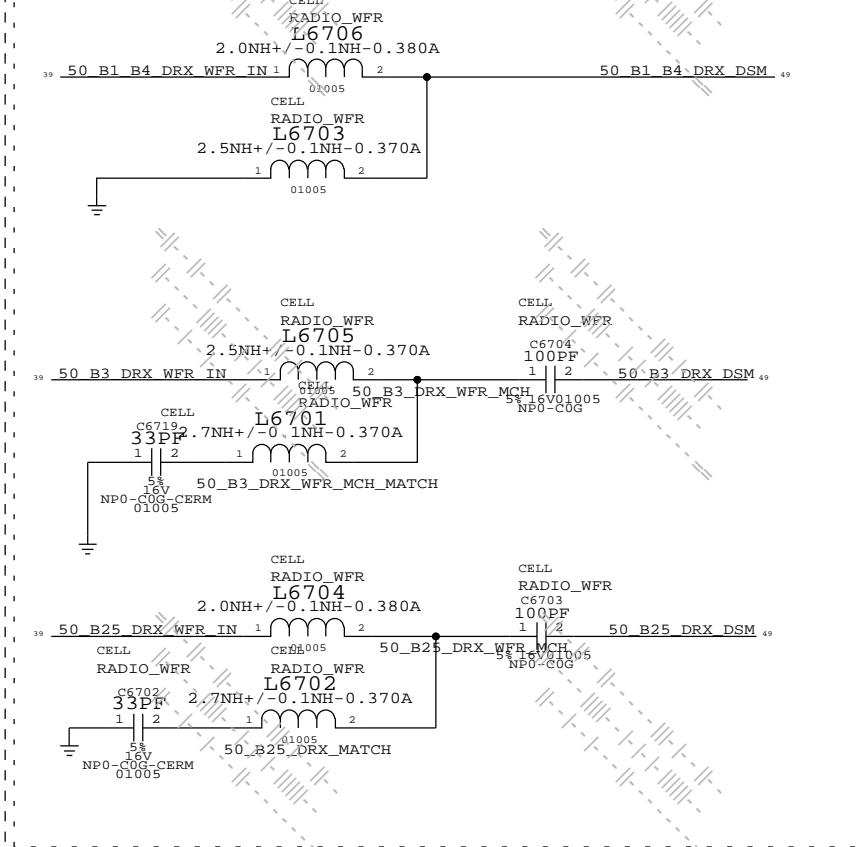 CELL
RADIO_WFR
L6706
2.0NH+/-0.1NH-0.380A
39 50_B1_B4_DRX_WFR_IN 1 2 50_B1_B4_DRX_DSM 49
01005
CELL
RADIO_WFR
L6703
2.5NH+/-0.1NH-0.370A
1 2
01005
CELL
RADIO_WFR
L6705
2.5NH+/-0.1NH-0.370A
CELL
RADIO_WFR
C6704
100PF
39 50_B3_DRX_WFR_IN 1 2 1 2 50_B3_DRX_DSM 49
01005
50_B3_DRX_WFR_MCH
5% 16V 01005
NP0-C0G
CELL
RADIO_WFR
L6701
2.7NH+/-0.1NH-0.370A
CELL
C6719
33PF
1 2 1 2
5%
16V
NP0-C0G-CERM
01005
01005
50_B3_DRX_WFR_MCH_MATCH
CELL
RADIO_WFR
L6704
2.0NH+/-0.1NH-0.380A
CELL
RADIO_WFR
C6703
100PF
39 50_B25_DRX_WFR_IN 1 2 1 2 50_B25_DRX_DSM 49
01005
50_B25_DRX_WFR_MCH
5% 16V 01005
NP0-C0G
CELL
RADIO_WFR
C6702
33PF
CELL
RADIO_WFR
L6702
2.7NH+/-0.1NH-0.370A
1 2 1 2
5%
16V
NP0-C0G-CERM
01005
01005
50_B25_DRX_MATCH